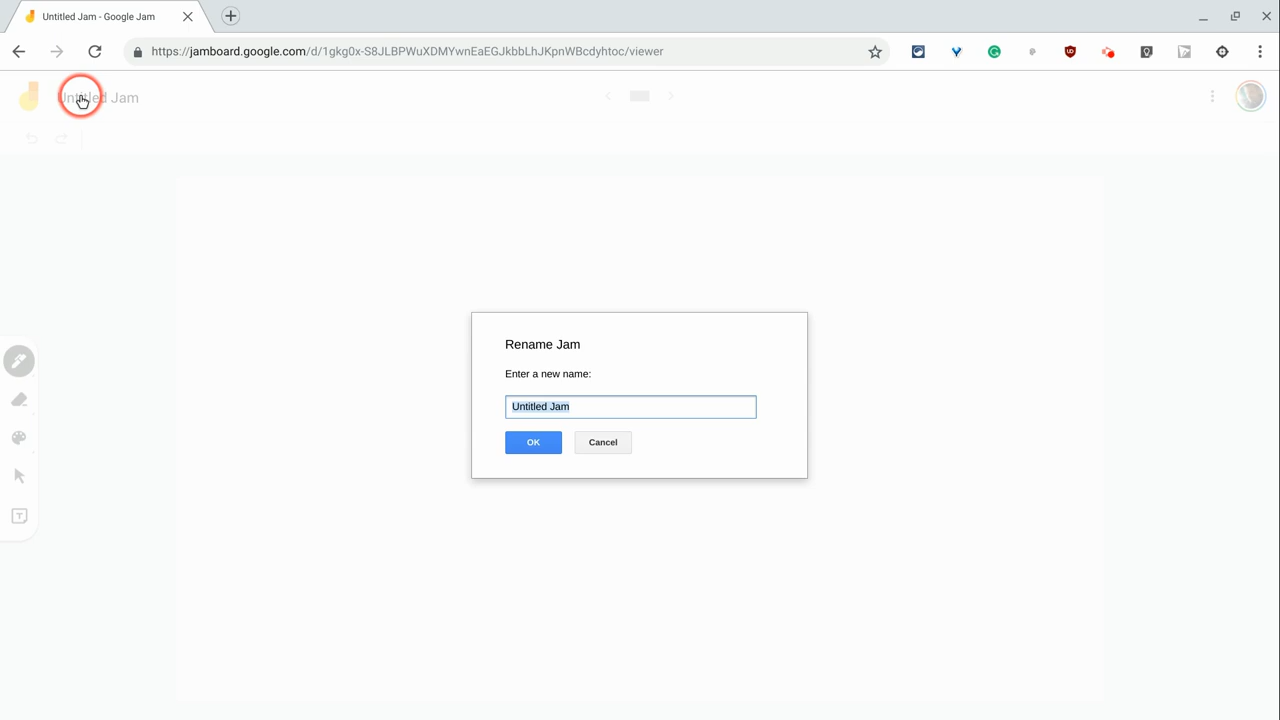 Untitled Jam - Google Jam
https://jamboard.google.com/d/1gkg0x-S8JLBPWuXDMYwnEaEGJkbbLhJKpnWBcdyhtoc/viewer
Untitled Jam
Rename Jam
Enter a new name:
Untitled Jam
OK Cancel